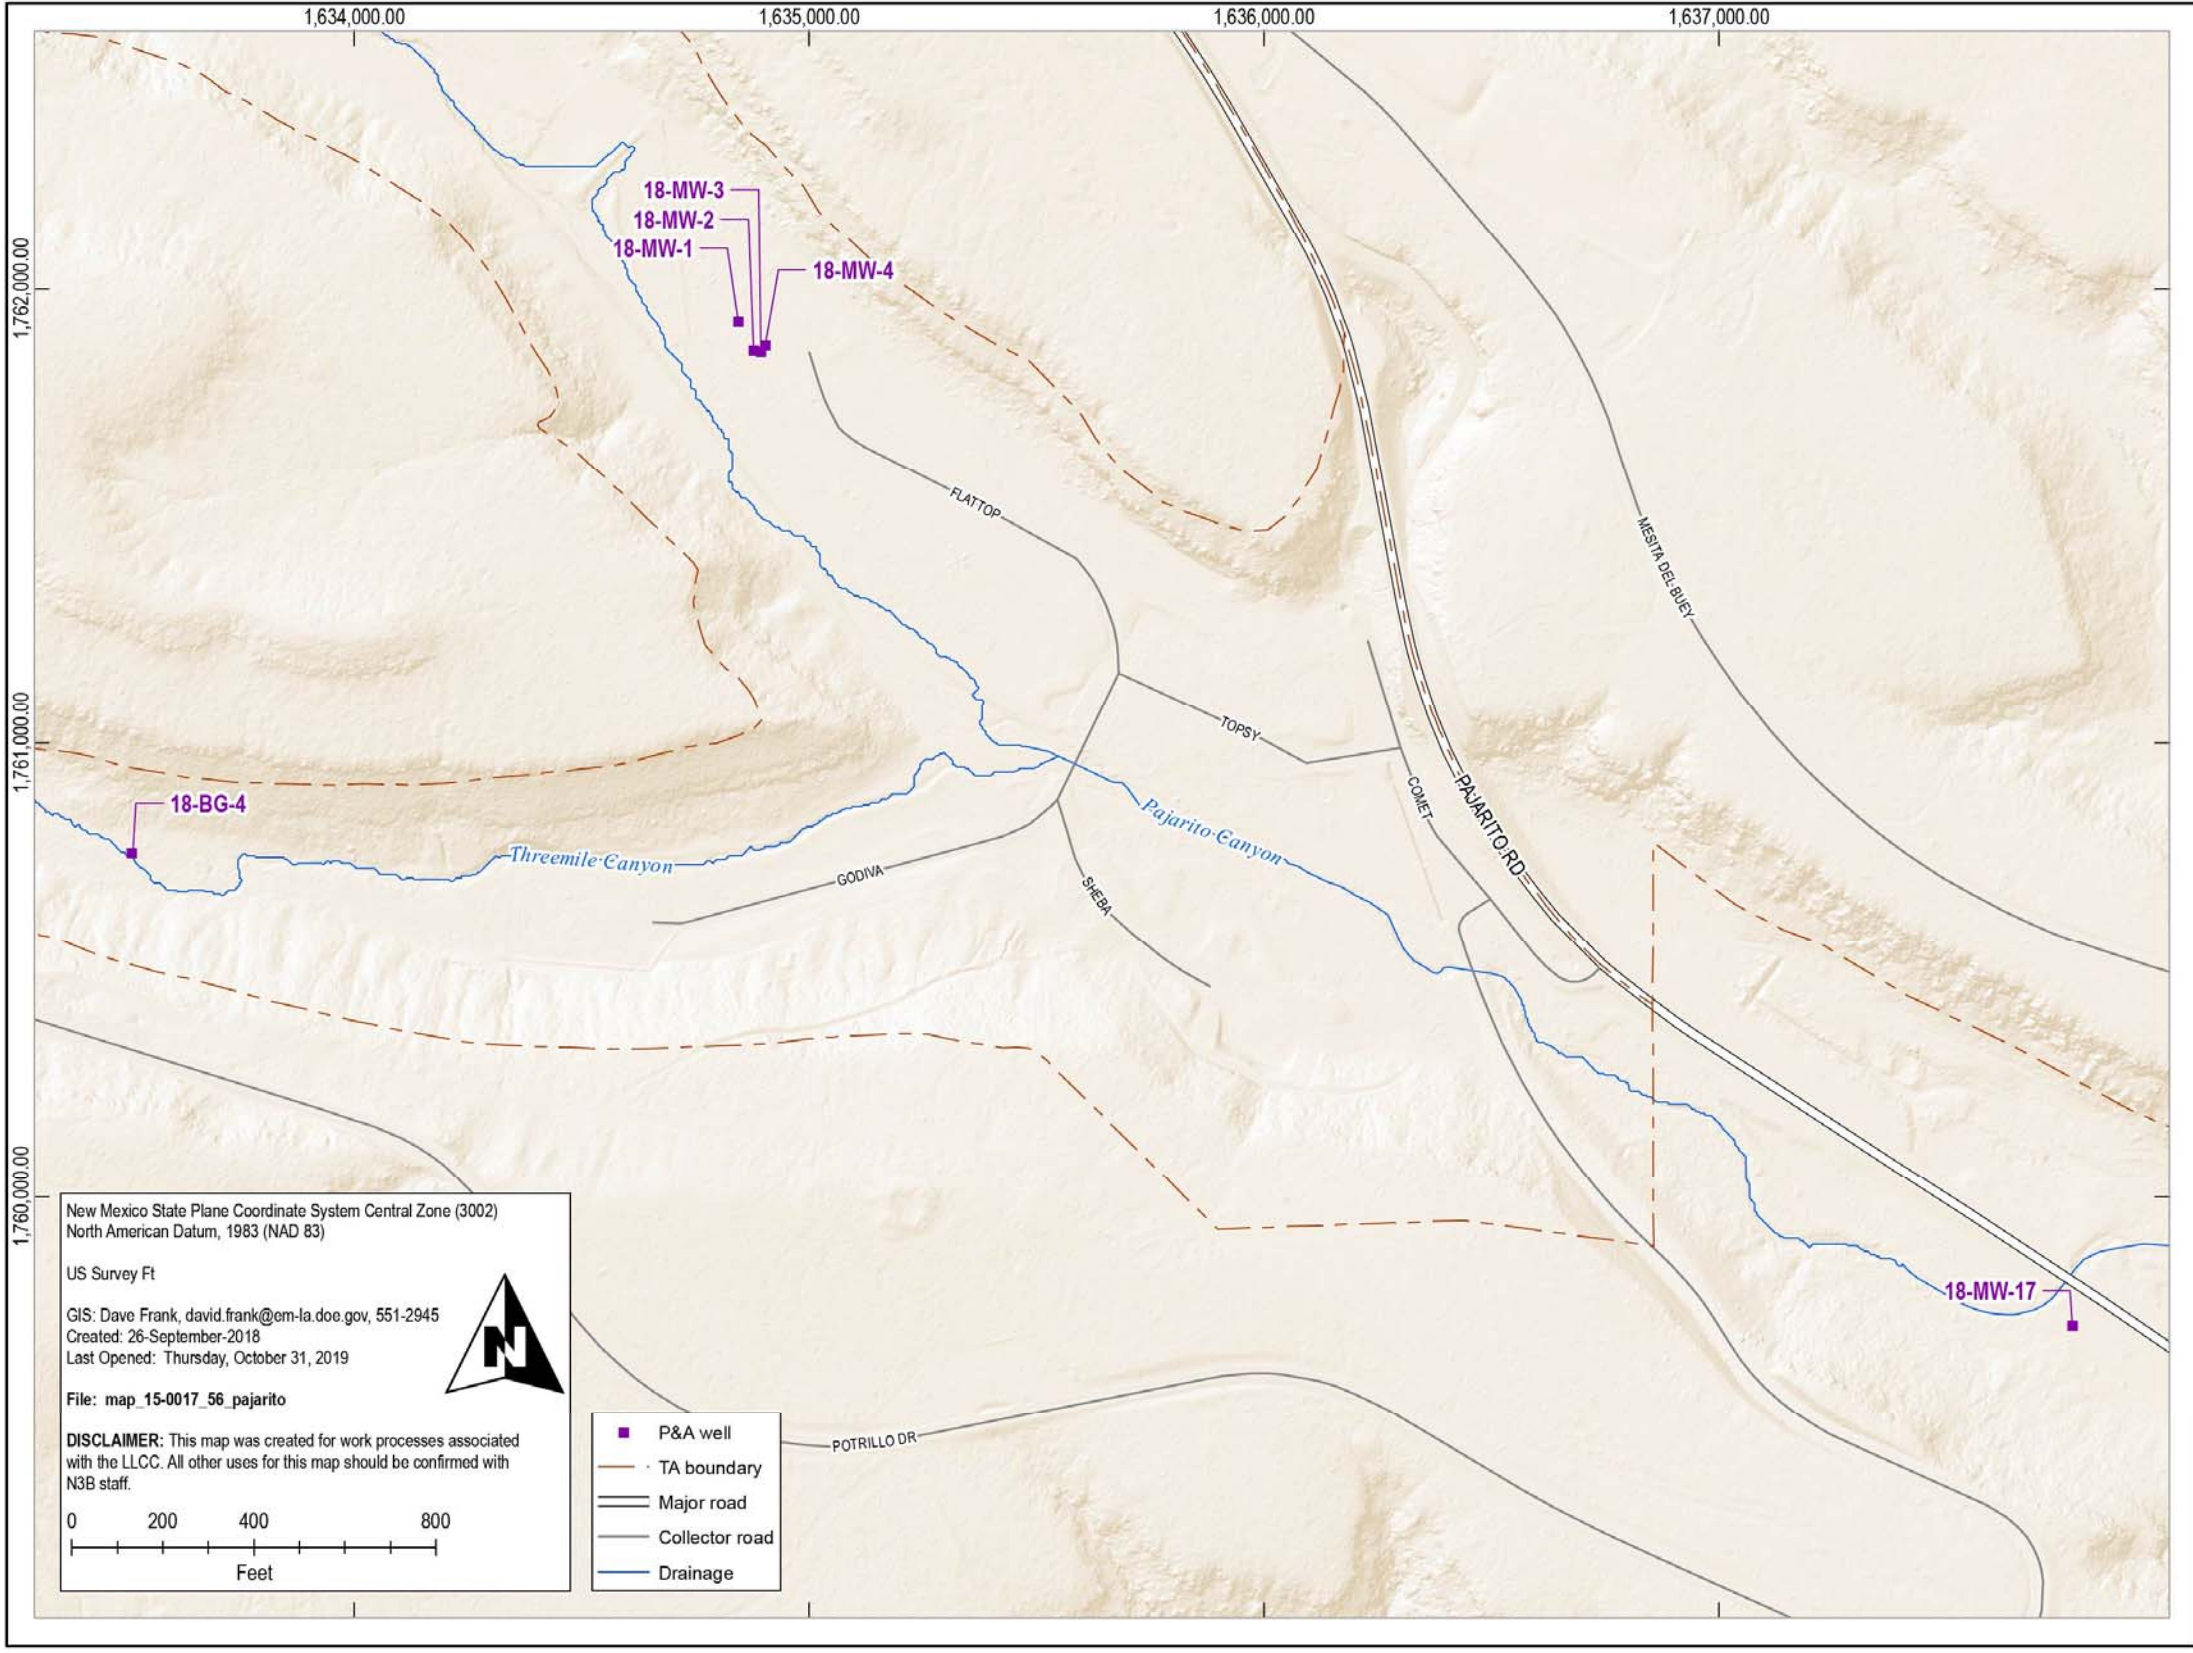 1,634,000.00
1,635,000.00
1,636,000.00
1,637,000.00
1,762,000.00
1,761,000.00
1,760,000.00
18-MW-3
18-MW-2
18-MW-1
18-MW-4
FLATTOP
MESITA DEL BUEY
TOPSY
COMET
PAJARITO RD
18-BG-4
Threemile Canyon
Pajarito Canyon
GODIVA
SHEBA
18-MW-17
POTRILLO DR
New Mexico State Plane Coordinate System Central Zone (3002)
North American Datum, 1983 (NAD 83)
US Survey Ft
GIS: Dave Frank, david.frank@em-la.doe.gov, 551-2945
Created: 26-September-2018
Last Opened: Thursday, October 31, 2019
File: map_15-0017_56_pajarito
DISCLAIMER: This map was created for work processes associated
with the LLCC. All other uses for this map should be confirmed with
N3B staff.
0 200 400 800
Feet
N
P&A well
TA boundary
Major road
Collector road
Drainage